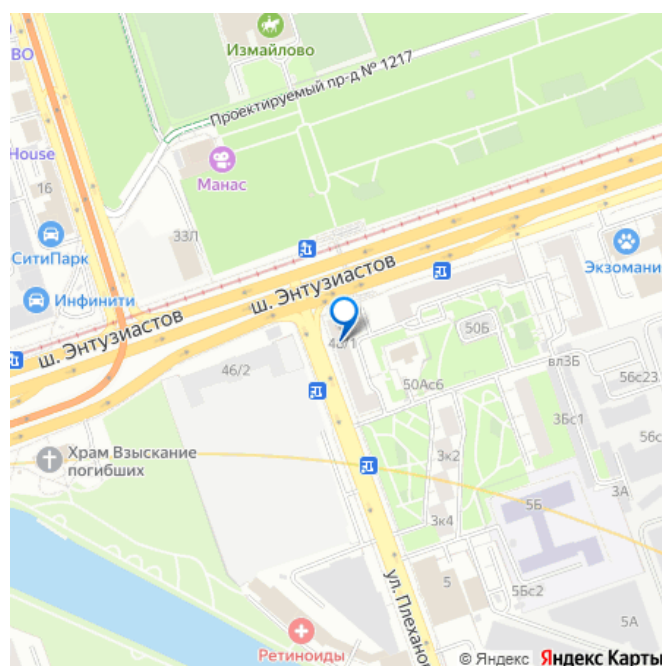 Измайлово
ВО
Проектируемый пр-д № 1217
House
16
Манас
33Л
СитиПарк
Экзомани
ш. Энтузиастов
Инфинити
ш. Энтузиастов
50Б
48/1
46/2
50Ас6
вл3Б
56с23
3Бс1
56с
Храм Взыскание
погибших
3к2
3А
5Б
3к4
5
5Бс2
ул. Плеханов
5А
Ретиноиды
© Яндекс Яндекс Карты